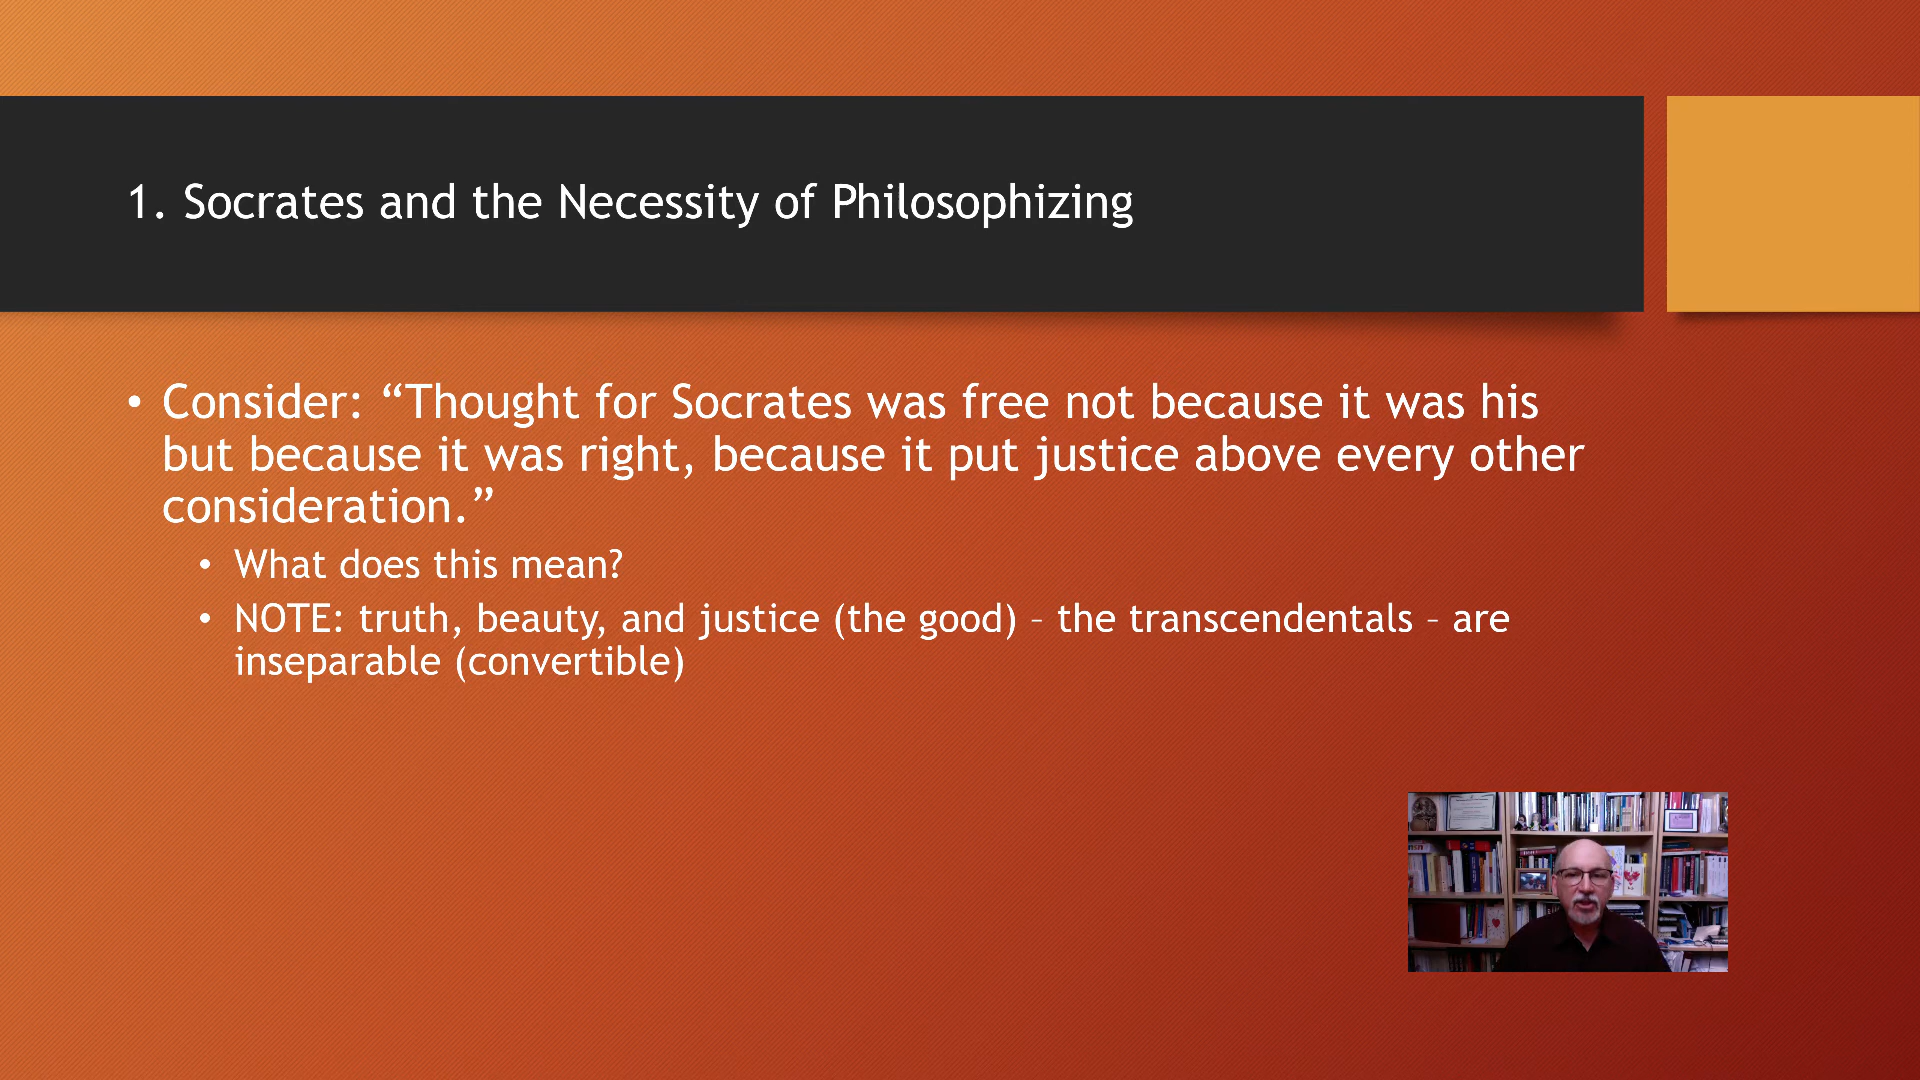 1. Socrates and the Necessity of Philosophizing
• Consider: “Thought for Socrates was free not because it was his
but because it was right, because it put justice above every other
consideration.”
• What does this mean?
• NOTE: truth, beauty, and justice (the good) – the transcendentals – are
inseparable (convertible)